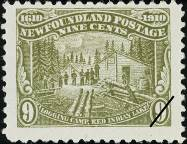 1610 NEWFOUNDLAND POSTAGE 1910
NINE CENTS
9 LOGGING CAMP, RED INDIAN LAKE 9